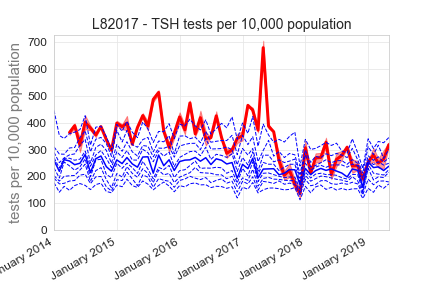 L82017 - TSH tests per 10,000 population
tests per 10,000 population
700
600
500
400
300
200
100
0
nuary 2014
January 2015
January 2016
January 2017
January 2018
January 2019